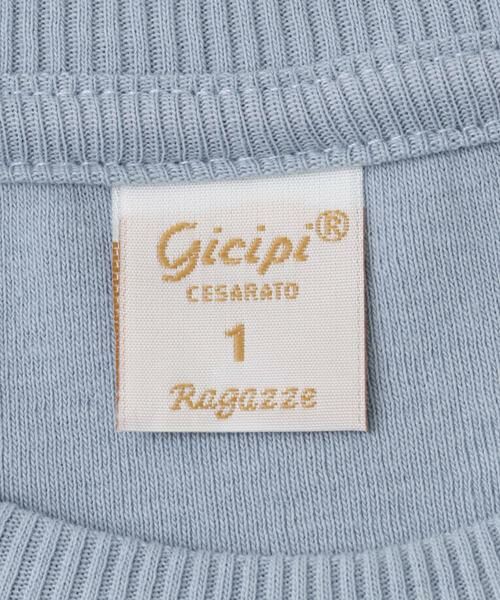 Gicipi®
CESARATO
1
Ragazze